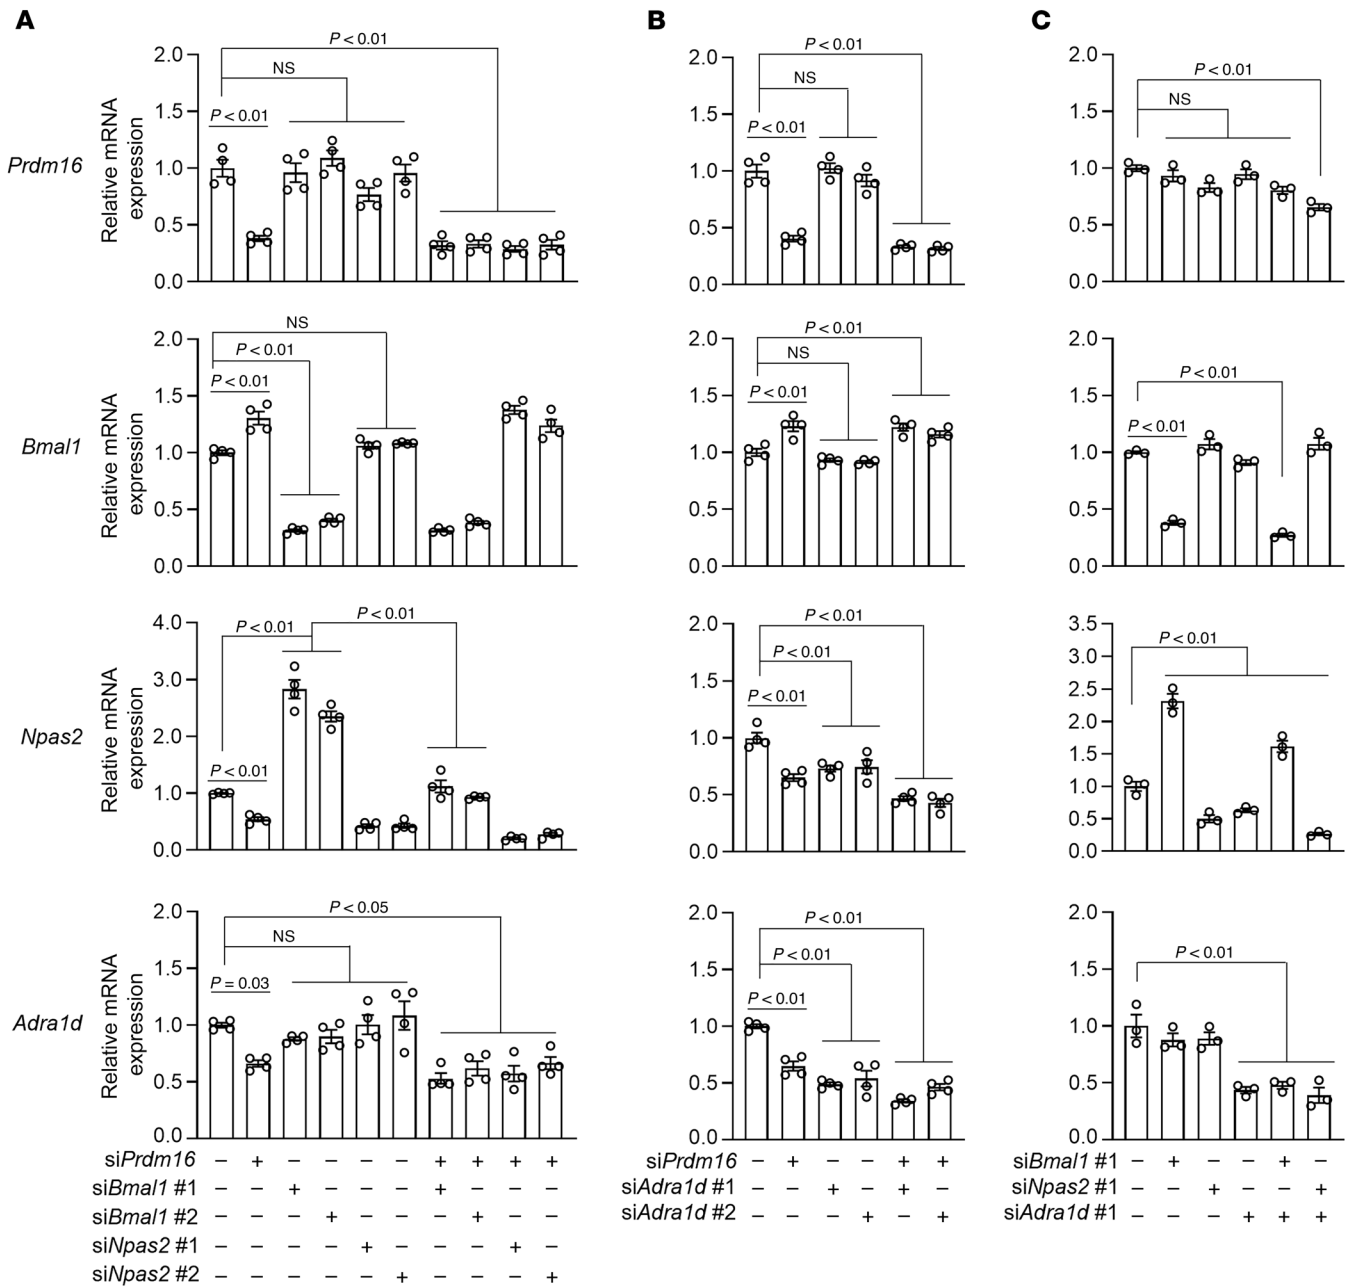 A
B
C
Prdm16
Relative mRNA
expression
2.0
1.5
1.0
0.5
0.0
P < 0.01
NS
P < 0.01
2.0
1.5
1.0
0.5
0.0
P < 0.01
NS
P < 0.01
2.0
1.5
1.0
0.5
0.0
P < 0.01
NS
Bmal1
Relative mRNA
expression
2.0
1.5
1.0
0.5
0.0
NS
P < 0.01
P < 0.01
2.0
1.5
1.0
0.5
0.0
P < 0.01
NS
P < 0.01
2.0
1.5
1.0
0.5
0.0
P < 0.01
P < 0.01
Npas2
Relative mRNA
expression
4.0
3.0
2.0
1.0
0.0
P < 0.01
P < 0.01
P < 0.01
2.0
1.5
1.0
0.5
0.0
P < 0.01
P < 0.01
P < 0.01
3.5
3.0
2.5
2.0
1.5
1.0
0.5
0.0
P < 0.01
Adra1d
Relative mRNA
expression
2.0
1.5
1.0
0.5
0.0
P < 0.05
NS
P = 0.03
2.0
1.5
1.0
0.5
0.0
P < 0.01
P < 0.01
P < 0.01
2.0
1.5
1.0
0.5
0.0
P < 0.01
siPrdm16 – + – – – – + + + +
siBmal1 #1 – – + – – – + – – –
siBmal1 #2 – – – + – – – + – –
siNpas2 #1 – – – – + – – – + –
siNpas2 #2 – – – – – + – – – +
siPrdm16 – + – – + +
siAdra1d #1 – – + – + –
siAdra1d #2 – – – + – +
siBmal1 #1 – + – – + –
siNpas2 #1 – – + – – +
siAdra1d #1 – – – + + +